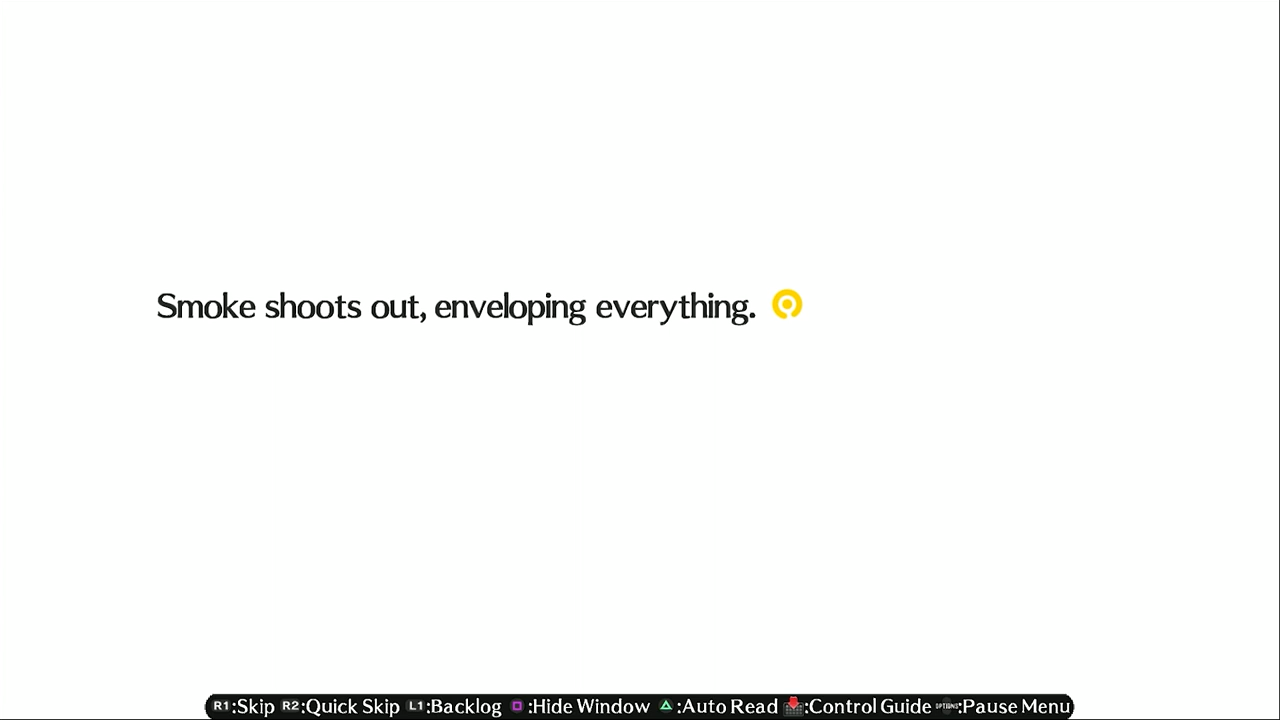 Smoke shoots out, enveloping everything.
R1:Skip R2:Quick Skip L1:Backlog :Hide Window :Auto Read :Control Guide OPTIONS:Pause Menu